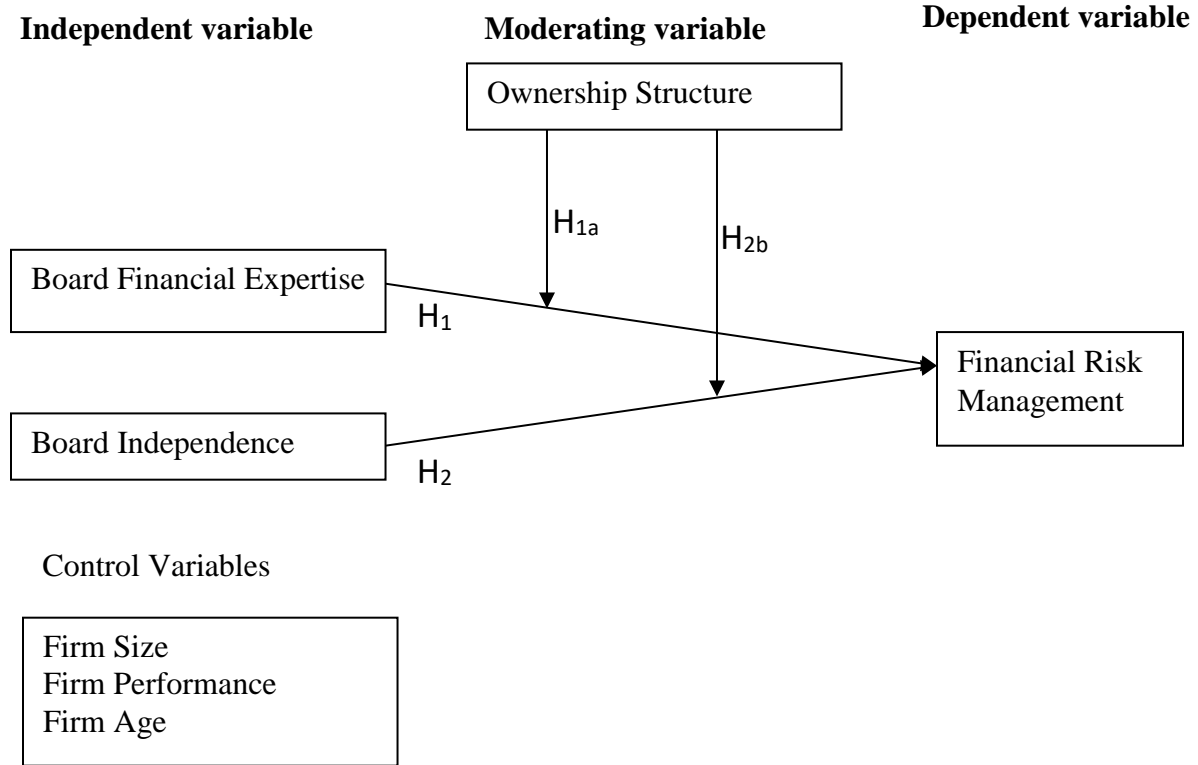 Independent variable
Moderating variable
Dependent variable
Ownership Structure
H1a
H2b
Board Financial Expertise
H1
Financial Risk
Management
Board Independence
H2
Control Variables
Firm Size
Firm Performance
Firm Age